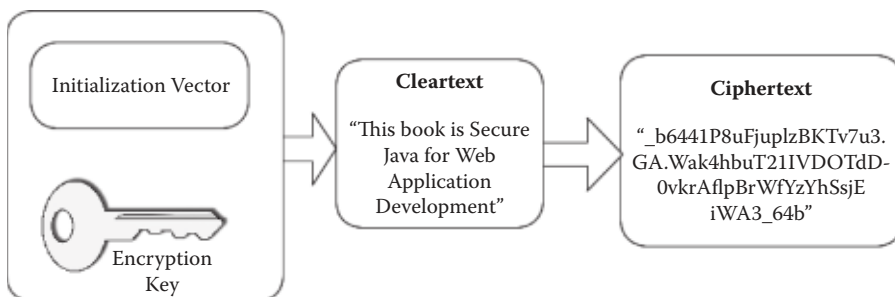 Initialization Vector
Encryption
Key
Cleartext
“This book is Secure
Java for Web
Application
Development”
Ciphertext
“_b6441P8uFjuplzBKTv7u3.
GA.Wak4hbuT21IVDOTdD-
0vkrAflpBrWfYzYhSsjE
iWA3_64b”